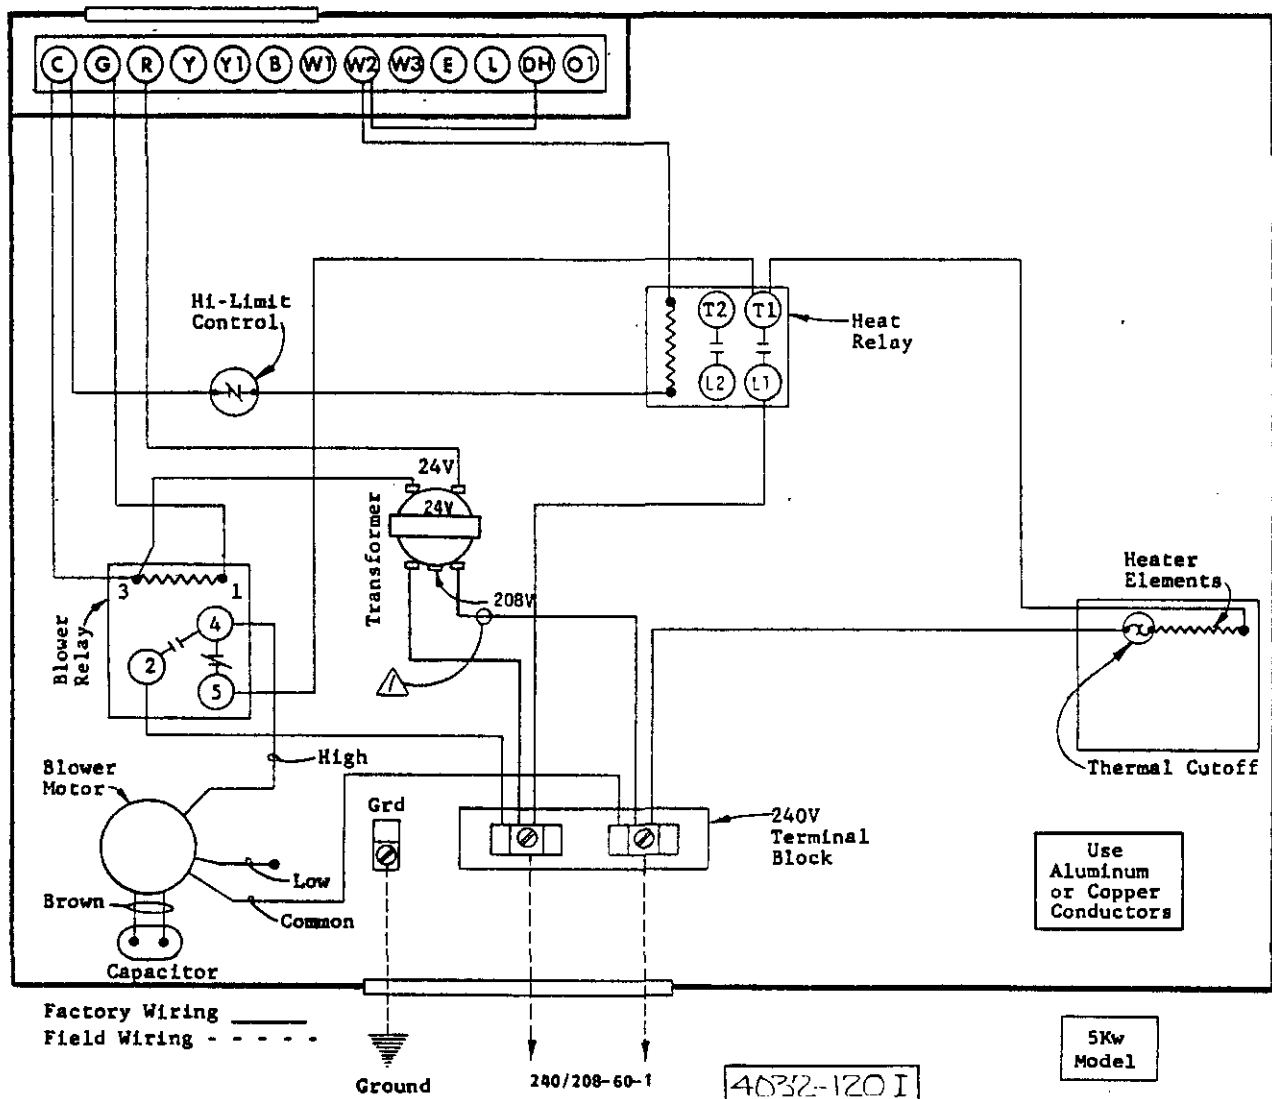 C G R Y Y1 B W1 W2 W3 E L DH O1
Hi-Limit
Control
T2 T1
L2 L1
Heat
Relay
24V
24V
Transformer
208V
1
3 1
4
2
5
Blower
Relay
Heater
Elements
Thermal Cutoff
High
Blower
Motor
Low
Common
Brown
Capacitor
Grd
240V
Terminal
Block
Use
Aluminum
or Copper
Conductors
Factory Wiring
Field Wiring
Ground
240/208-60-1
4032-120 I
5Kw
Model